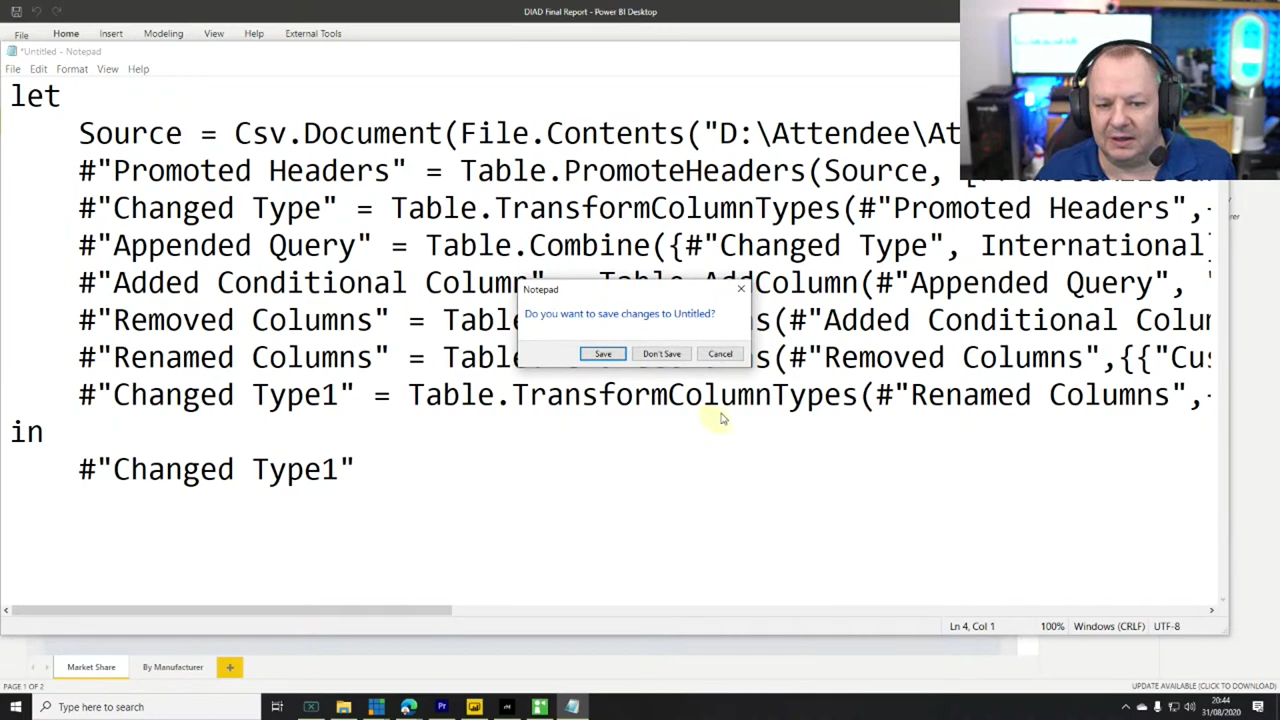 DIAD Final Report - Power BI Desktop
File Home Insert Modeling View Help External Tools
*Untitled - Notepad
File Edit Format View Help
let
Source = Csv.Document(File.Contents("D:\Attendee\At
#"Promoted Headers" = Table.PromoteHeaders(Source,
#"Changed Type" = Table.TransformColumnTypes(#"Promoted Headers",
#"Appended Query" = Table.Combine({#"Changed Type", International
#"Added Conditional Column" = Table.AddColumn(#"Appended Query",
#"Removed Columns" = Table (#"Added Conditional Colum
#"Renamed Columns" = Table (#"Removed Columns",{{"Cus
#"Changed Type1" = Table.TransformColumnTypes(#"Renamed Columns",
in
#"Changed Type1"
Notepad
Do you want to save changes to Untitled?
Save Don't Save Cancel
Ln 4, Col 1 100% Windows (CRLF) UTF-8
Market Share By Manufacturer +
PAGE 1 OF 2 UPDATE AVAILABLE (CLICK TO DOWNLOAD)
Type here to search
20:44
31/08/2020